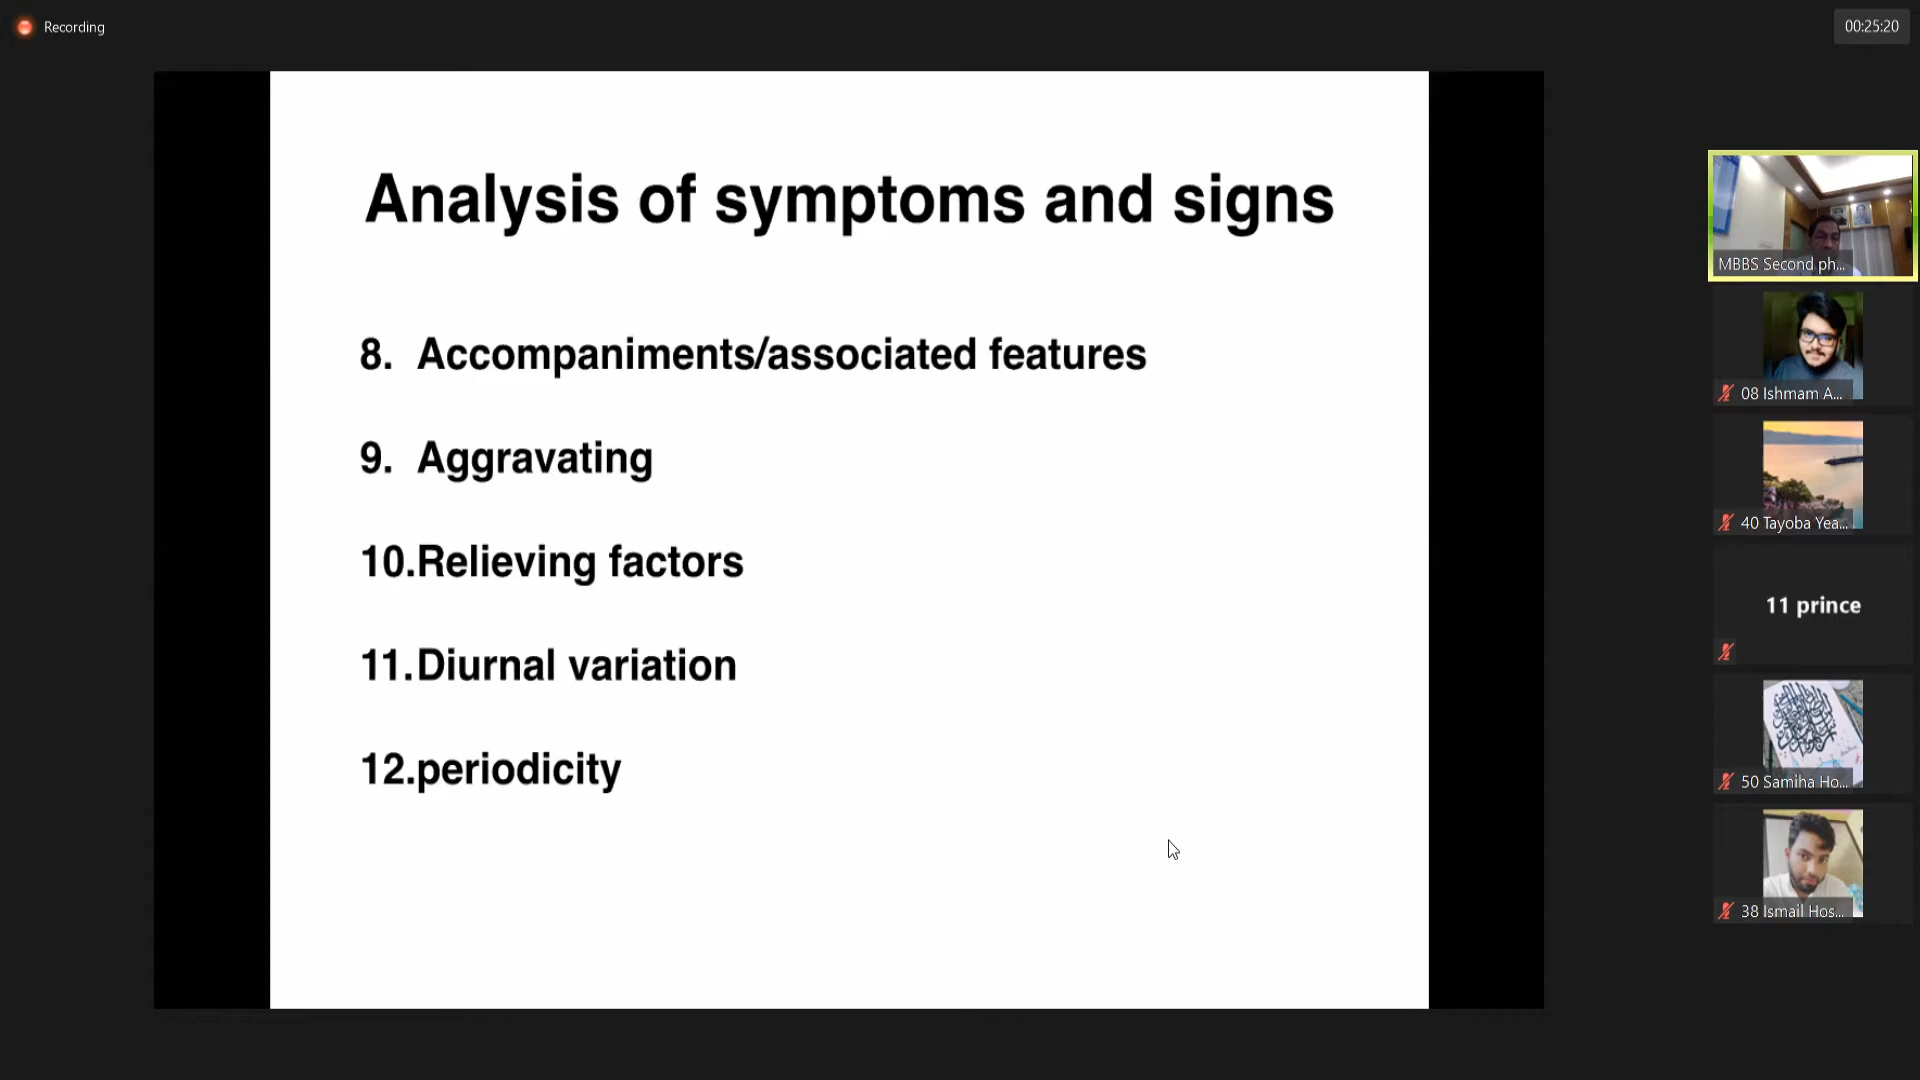 Recording
00:25:20
Analysis of symptoms and signs
8. Accompaniments/associated features
9. Aggravating
10.Relieving factors
11.Diurnal variation
12.periodicity
MBBS Second ph...
08 Ishmam A...
40 Tayoba Yea...
11 prince
50 Samiha Ho...
38 Ismail Hos...